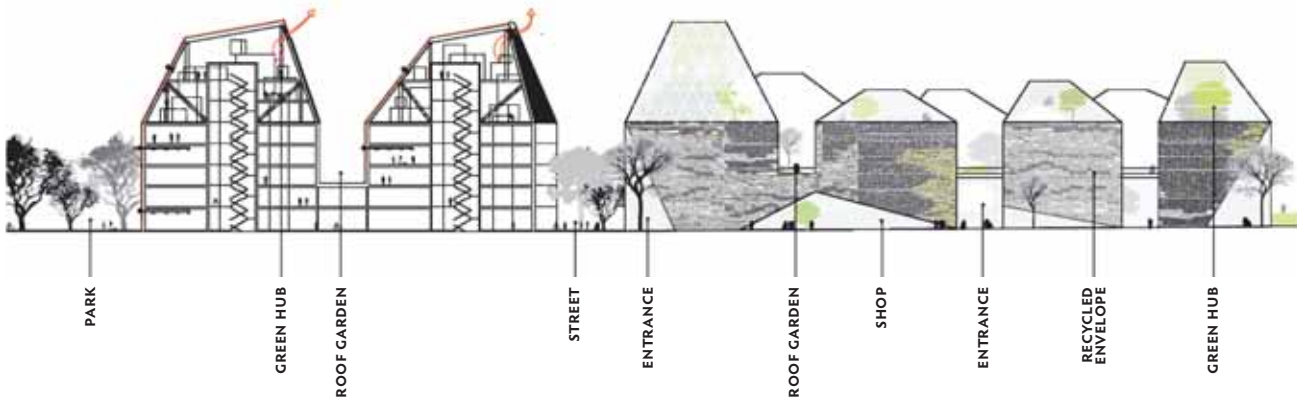 PARK
GREEN HUB
ROOF GARDEN
STREET
ENTRANCE
ROOF GARDEN
SHOP
ENTRANCE
RECYCLED
ENVELOPE
GREEN HUB